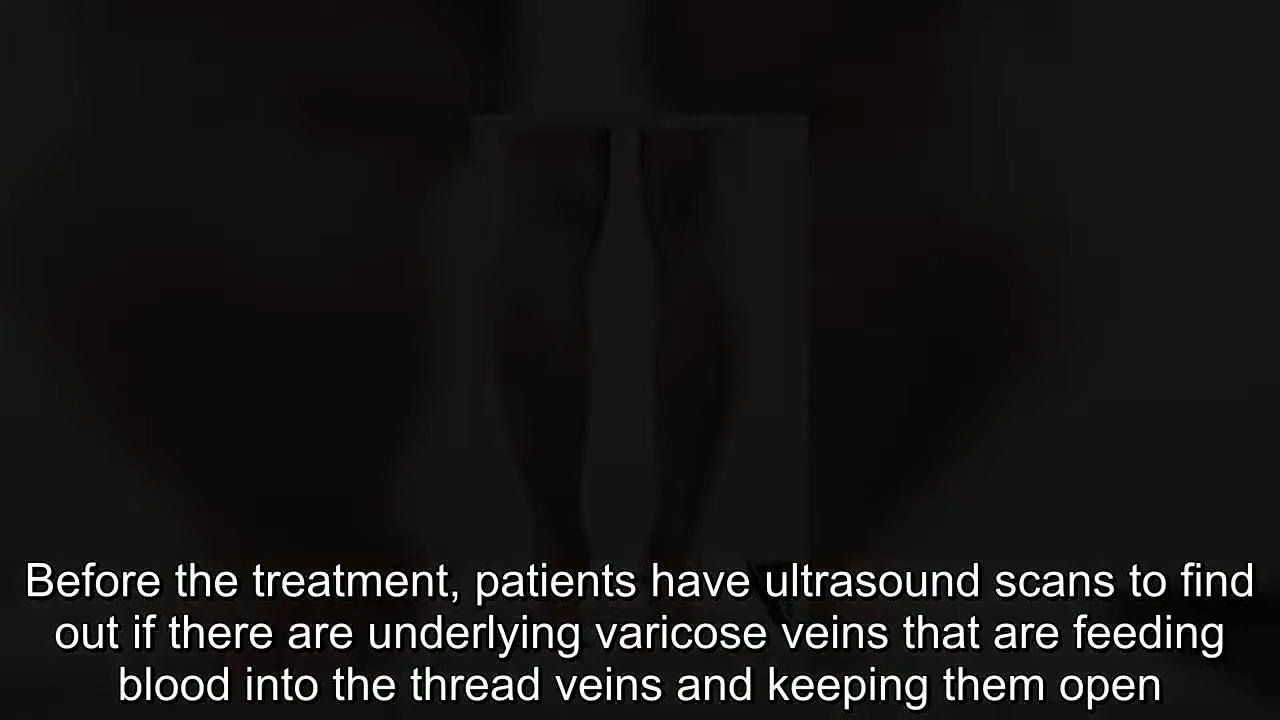 Before the treatment, patients have ultrasound scans to find
out if there are underlying varicose veins that are feeding
blood into the thread veins and keeping them open